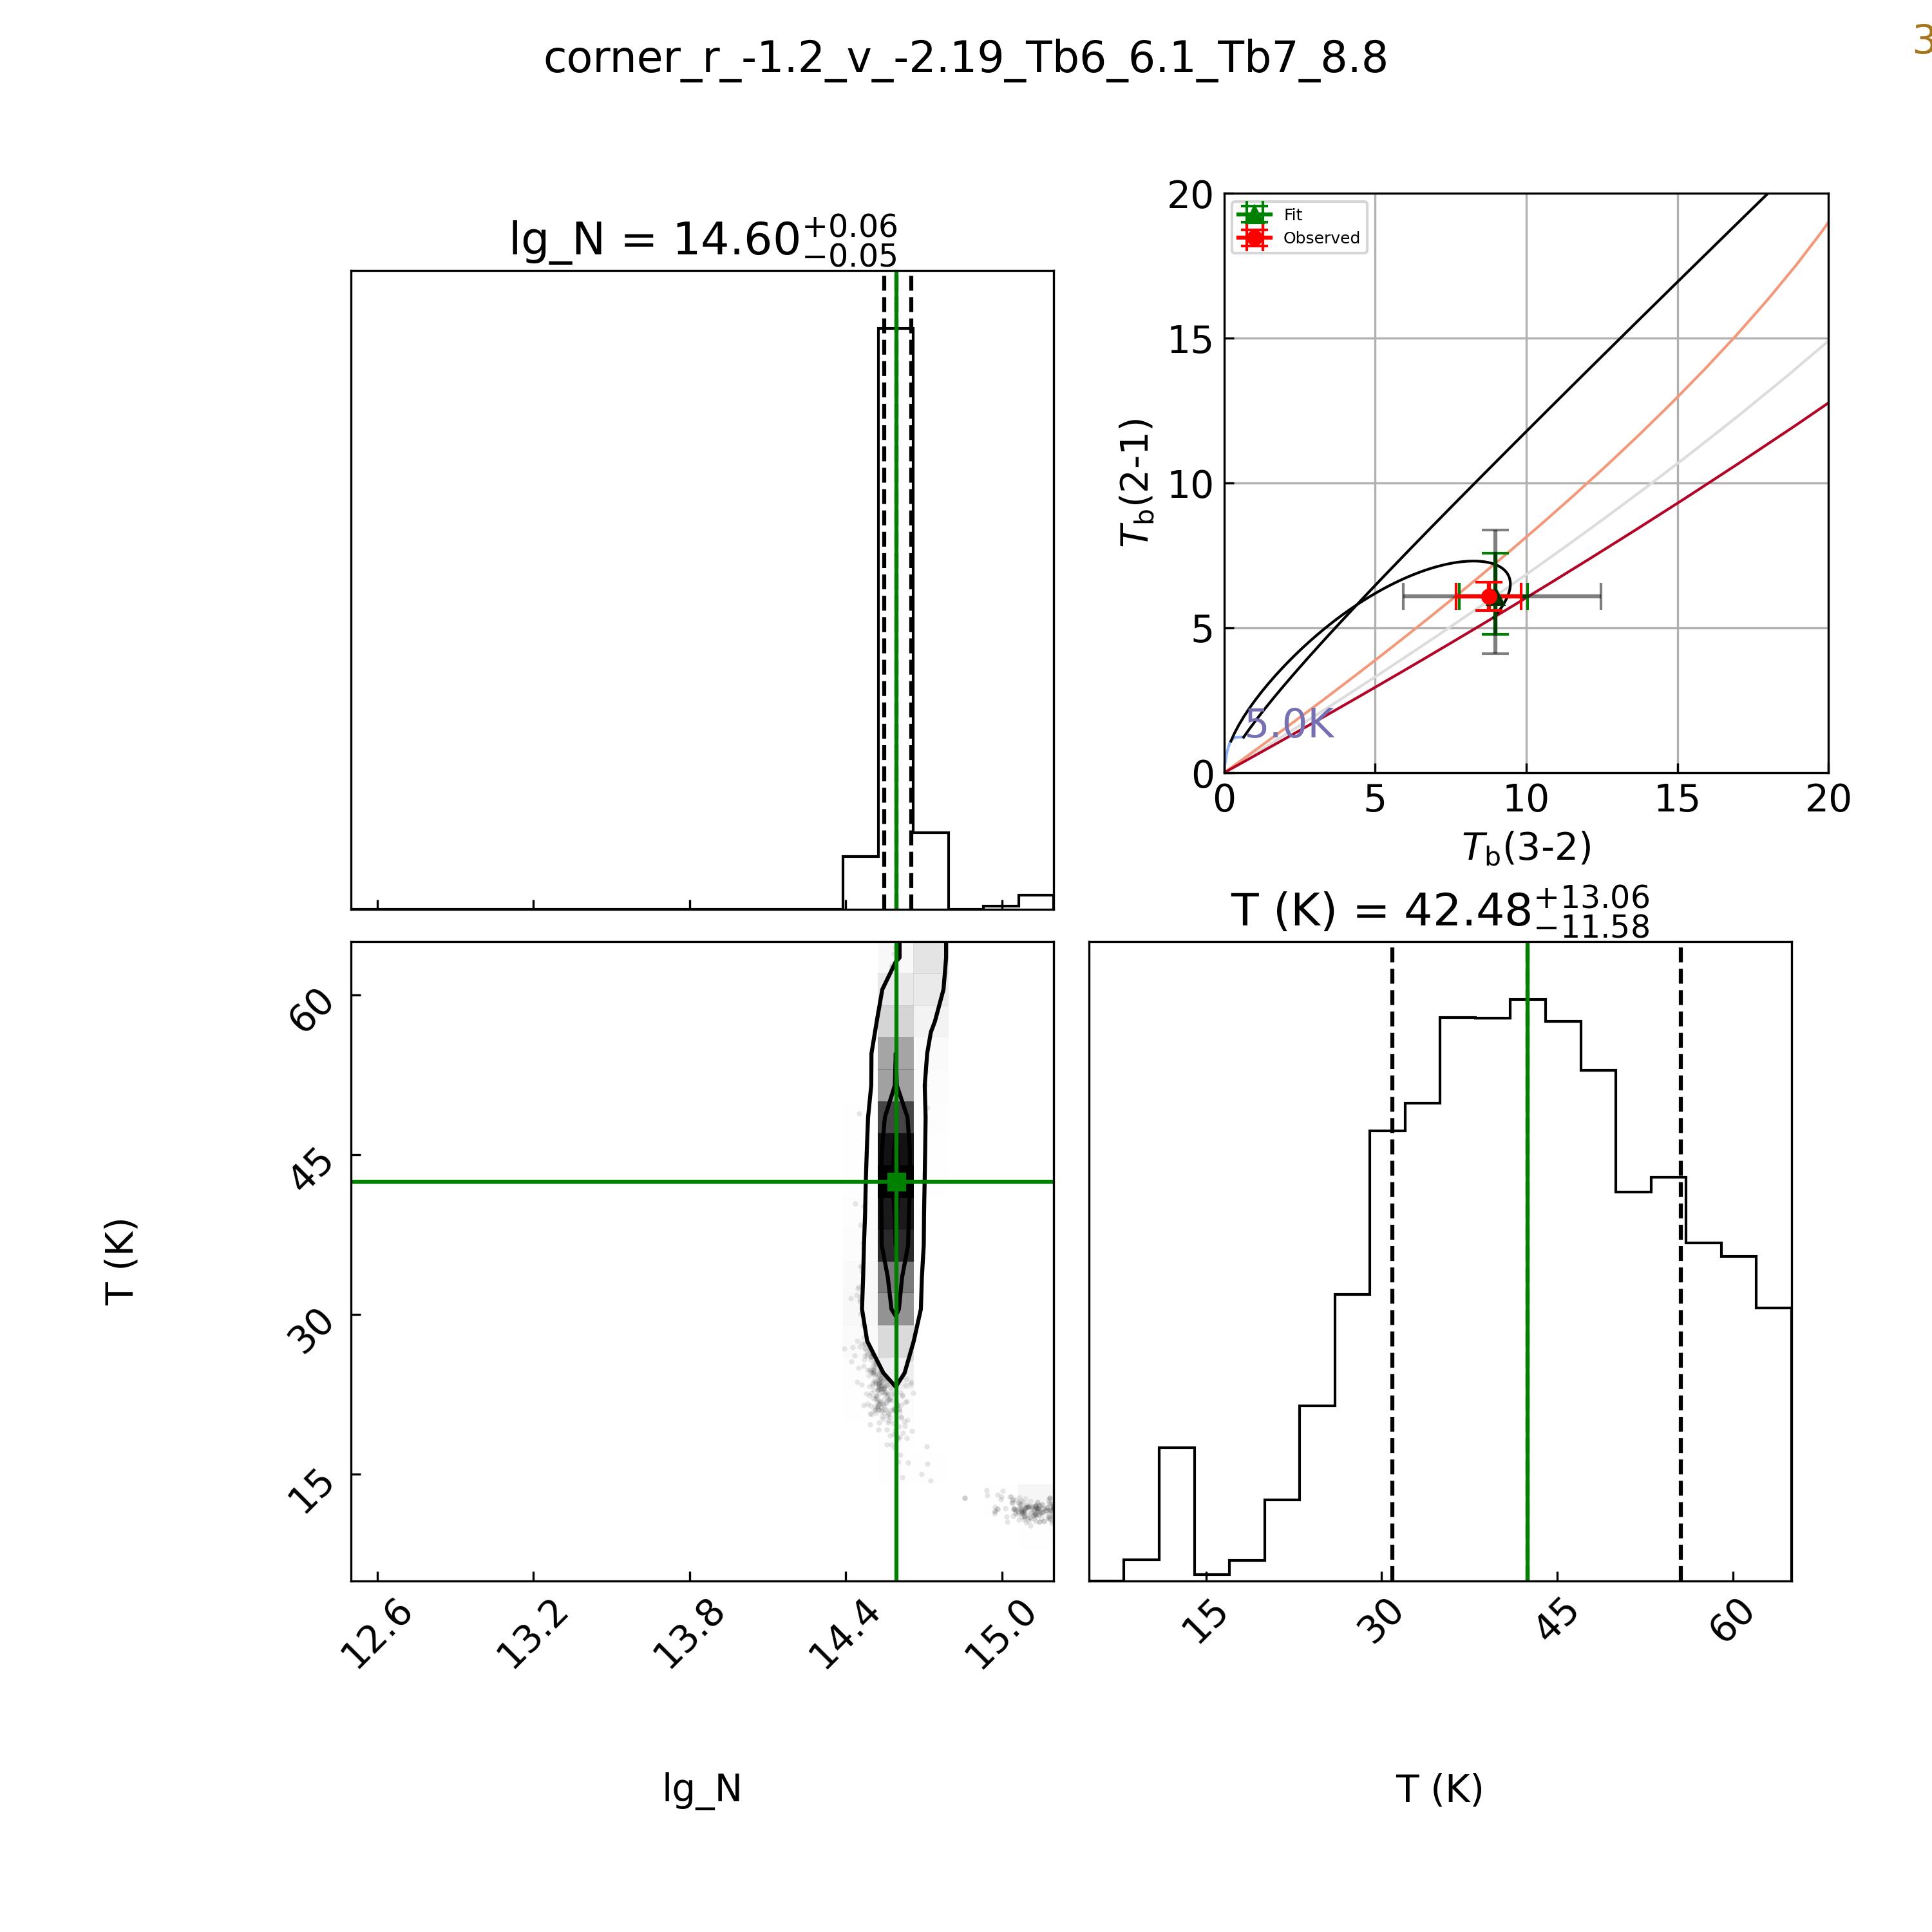 corner_r_-1.2_v_-2.19_Tb6_6.1_Tb7_8.8
3
lg_N = 14.60+0.06−0.05
20
15
10
5
0
Tb(2-1)
Fit
Observed
5.0K
0 5 10 15 20
Tb(3-2)
T (K) = 42.48+13.06−11.58
60
45
30
15
T (K)
12.6 13.2 13.8 14.4 15.0
lg_N
15 30 45 60
T (K)